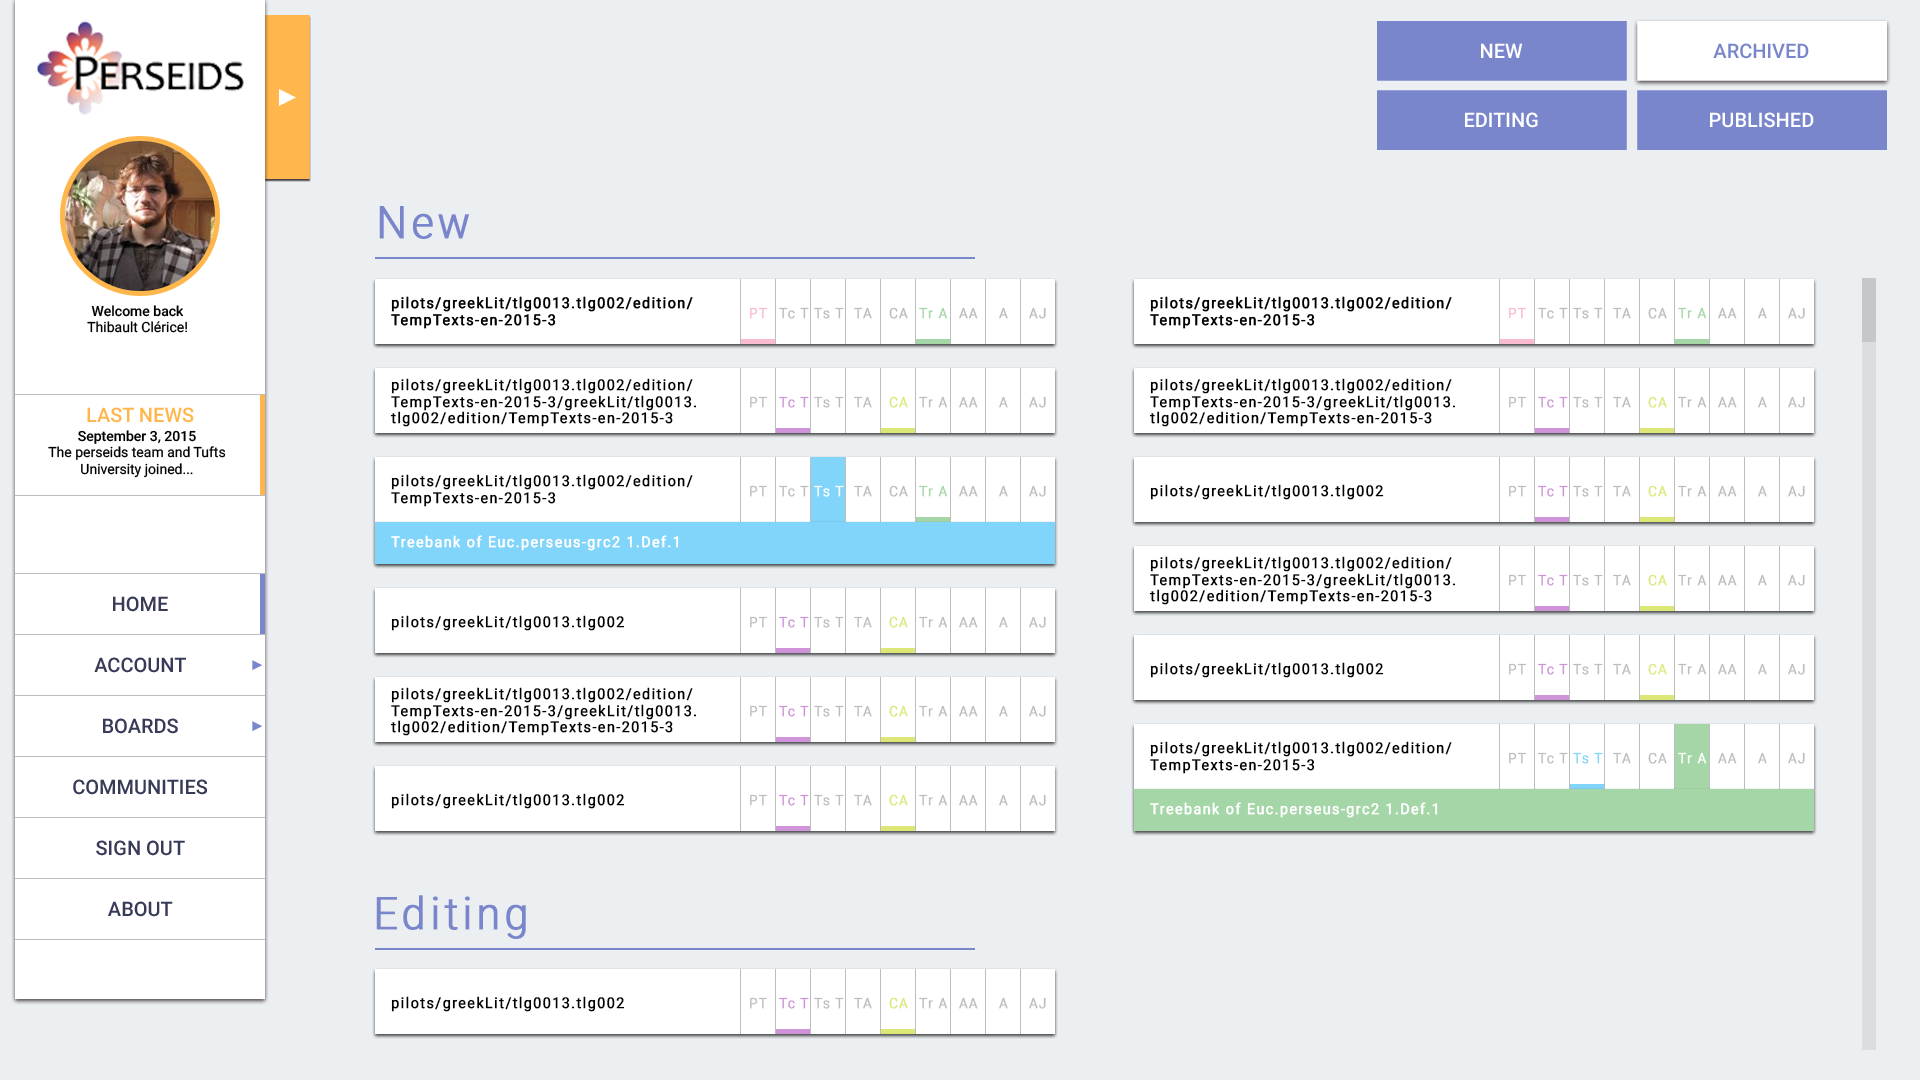 PERSEIDS
Welcome back
Thibault Clérice!
LAST NEWS
September 3, 2015
The perseids team and Tufts
University joined...
HOME
ACCOUNT
BOARDS
COMMUNITIES
SIGN OUT
ABOUT
NEW
ARCHIVED
EDITING
PUBLISHED
New
pilots/greekLit/tlg0013.tlg002/edition/
TempTexts-en-2015-3
PT Tc T Ts T TA CA Tr A AA A AJ
pilots/greekLit/tlg0013.tlg002/edition/
TempTexts-en-2015-3/greekLit/tlg0013.
tlg002/edition/TempTexts-en-2015-3
PT Tc T Ts T TA CA Tr A AA A AJ
pilots/greekLit/tlg0013.tlg002/edition/
TempTexts-en-2015-3
PT Tc T Ts T TA CA Tr A AA A AJ
Treebank of Euc.perseus-grc2 1.Def.1
pilots/greekLit/tlg0013.tlg002
PT Tc T Ts T TA CA Tr A AA A AJ
pilots/greekLit/tlg0013.tlg002/edition/
TempTexts-en-2015-3/greekLit/tlg0013.
tlg002/edition/TempTexts-en-2015-3
PT Tc T Ts T TA CA Tr A AA A AJ
pilots/greekLit/tlg0013.tlg002
PT Tc T Ts T TA CA Tr A AA A AJ
pilots/greekLit/tlg0013.tlg002/edition/
TempTexts-en-2015-3
PT Tc T Ts T TA CA Tr A AA A AJ
pilots/greekLit/tlg0013.tlg002/edition/
TempTexts-en-2015-3/greekLit/tlg0013.
tlg002/edition/TempTexts-en-2015-3
PT Tc T Ts T TA CA Tr A AA A AJ
pilots/greekLit/tlg0013.tlg002
PT Tc T Ts T TA CA Tr A AA A AJ
pilots/greekLit/tlg0013.tlg002/edition/
TempTexts-en-2015-3/greekLit/tlg0013.
tlg002/edition/TempTexts-en-2015-3
PT Tc T Ts T TA CA Tr A AA A AJ
pilots/greekLit/tlg0013.tlg002
PT Tc T Ts T TA CA Tr A AA A AJ
pilots/greekLit/tlg0013.tlg002/edition/
TempTexts-en-2015-3
PT Tc T Ts T TA CA Tr A AA A AJ
Treebank of Euc.perseus-grc2 1.Def.1
Editing
pilots/greekLit/tlg0013.tlg002
PT Tc T Ts T TA CA Tr A AA A AJ